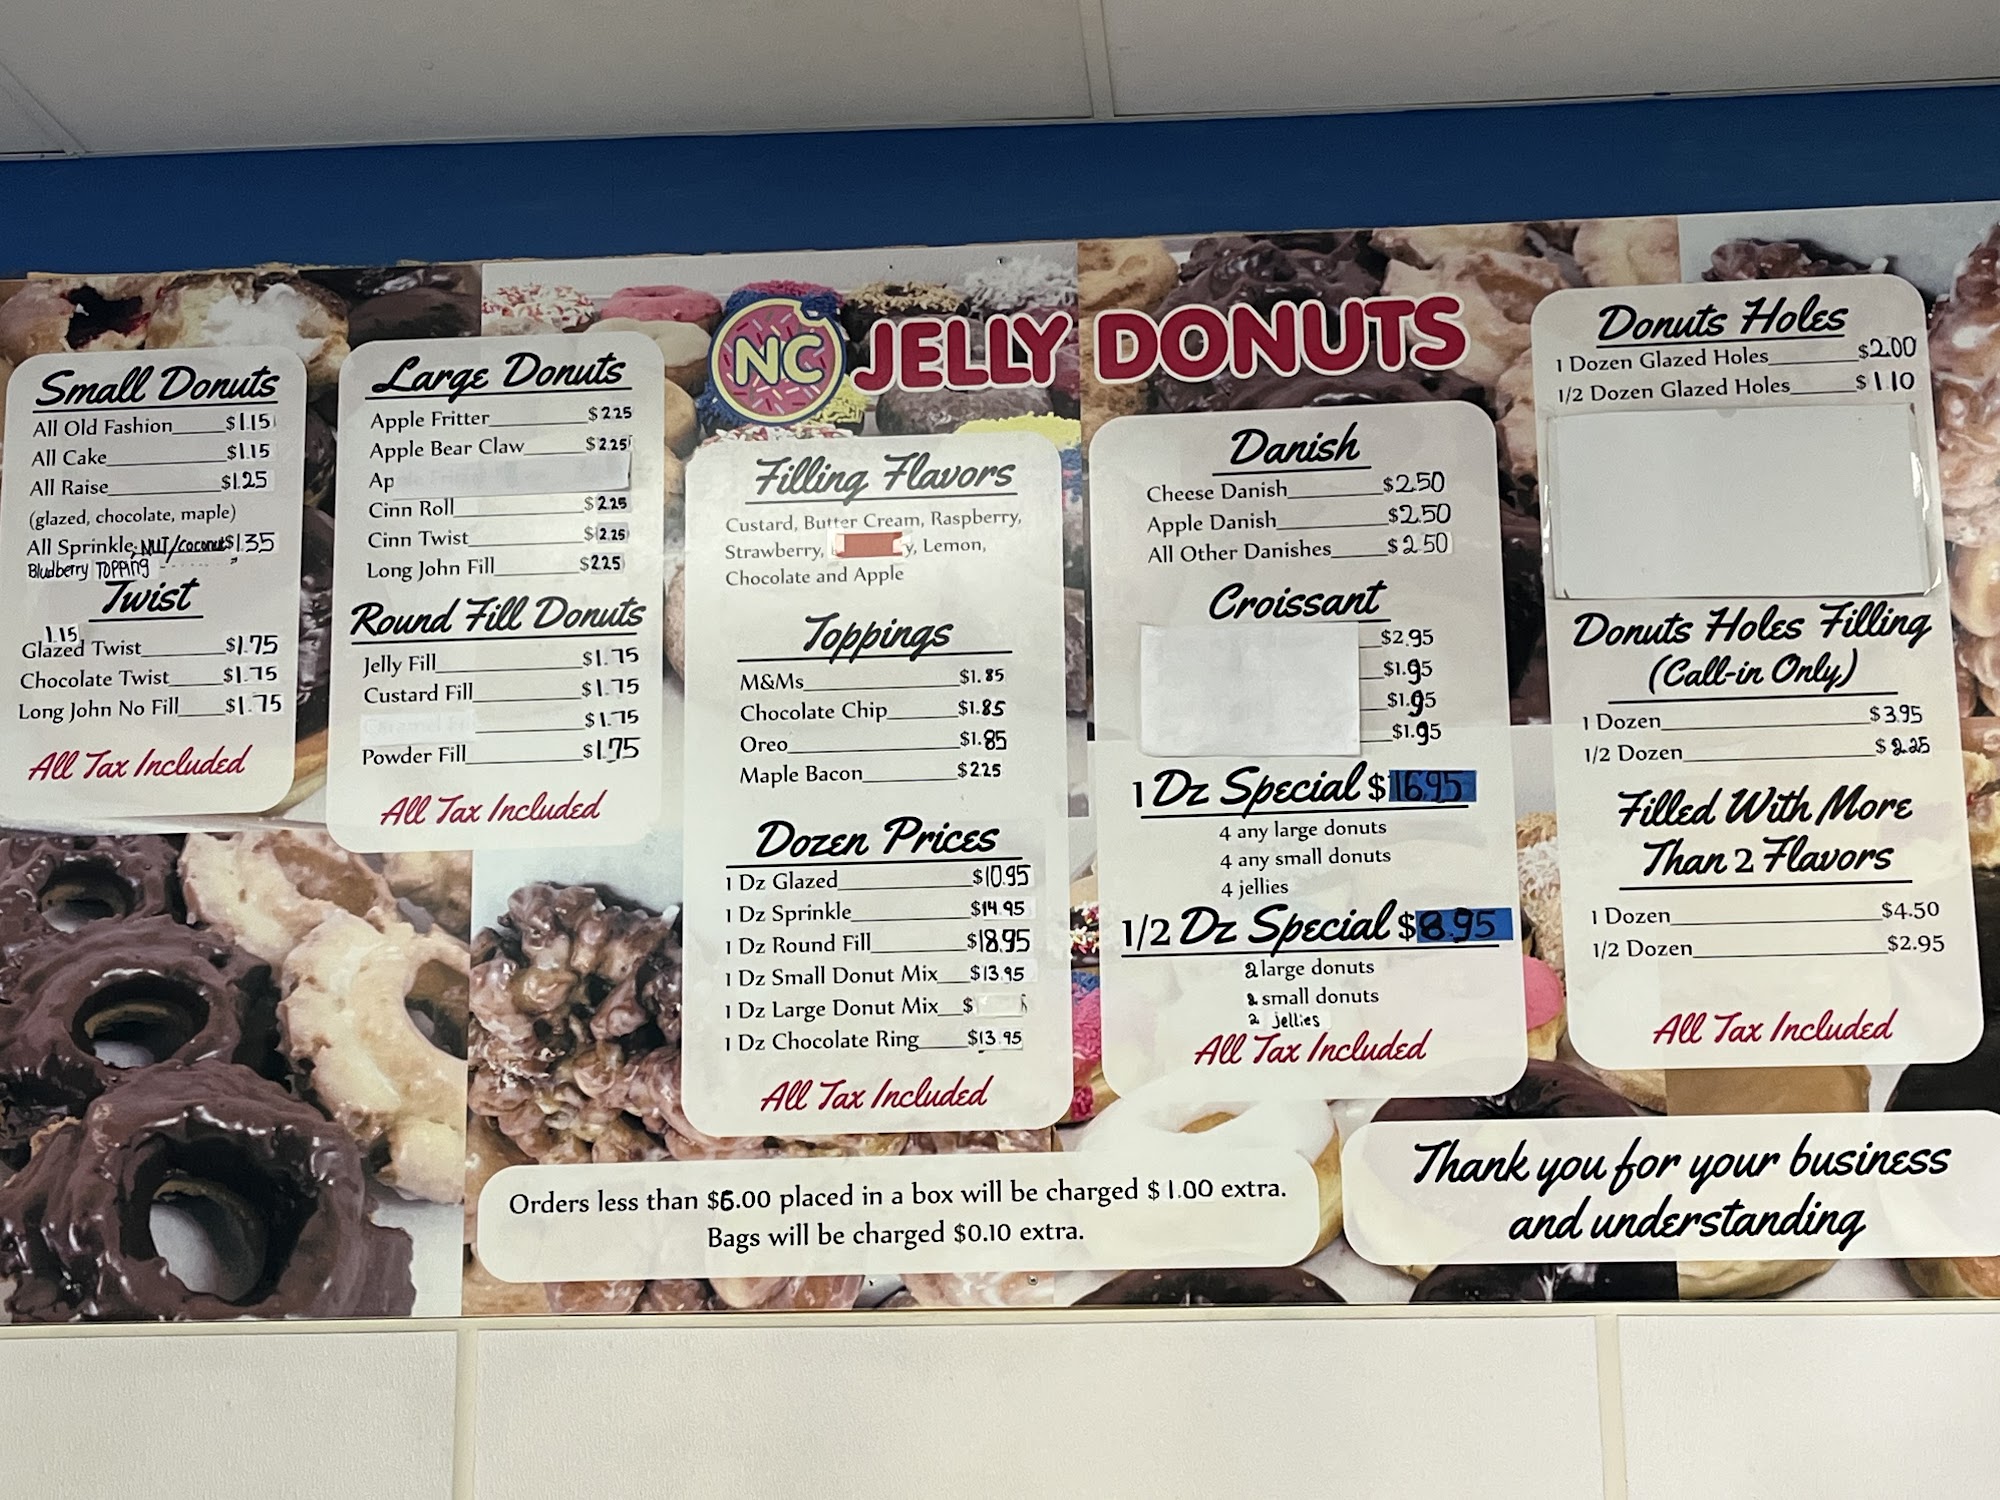 NC JELLY DONUTS
Small Donuts
All Old Fashion $1.15
All Cake $1.15
All Raise $1.25
(glazed, chocolate, maple)
All Sprinkle, NUT/Coconut $1.35
Bludberry TOPPING
Twist
1.15
Glazed Twist $1.75
Chocolate Twist $1.75
Long John No Fill $1.75
All Tax Included
Large Donuts
Apple Fritter $2.25
Apple Bear Claw $2.25
Ap
Cinn Roll $2.25
Cinn Twist $2.25
Long John Fill $2.25
Round Fill Donuts
Jelly Fill $1.75
Custard Fill $1.75
$1.75
Powder Fill $1.75
All Tax Included
Filling Flavors
Custard, Butter Cream, Raspberry,
Strawberry, y, Lemon,
Chocolate and Apple
Toppings
M&Ms $1.85
Chocolate Chip $1.85
Oreo $1.85
Maple Bacon $2.25
Dozen Prices
1 Dz Glazed $10.95
1 Dz Sprinkle $14.95
1 Dz Round Fill $18.95
1 Dz Small Donut Mix $13.95
1 Dz Large Donut Mix $
1 Dz Chocolate Ring $13.95
All Tax Included
Danish
Cheese Danish $2.50
Apple Danish $2.50
All Other Danishes $2.50
Croissant
$2.95
$1.95
$1.95
$1.95
1 Dz Special $16.95
4 any large donuts
4 any small donuts
4 jellies
1/2 Dz Special $8.95
2 large donuts
2 small donuts
2 jellies
All Tax Included
Donuts Holes
1 Dozen Glazed Holes $2.00
1/2 Dozen Glazed Holes $1.10
Donuts Holes Filling
(Call-in Only)
1 Dozen $3.95
1/2 Dozen $2.25
Filled With More
Than 2 Flavors
1 Dozen $4.50
1/2 Dozen $2.95
All Tax Included
Orders less than $6.00 placed in a box will be charged $1.00 extra.
Bags will be charged $0.10 extra.
Thank you for your business
and understanding